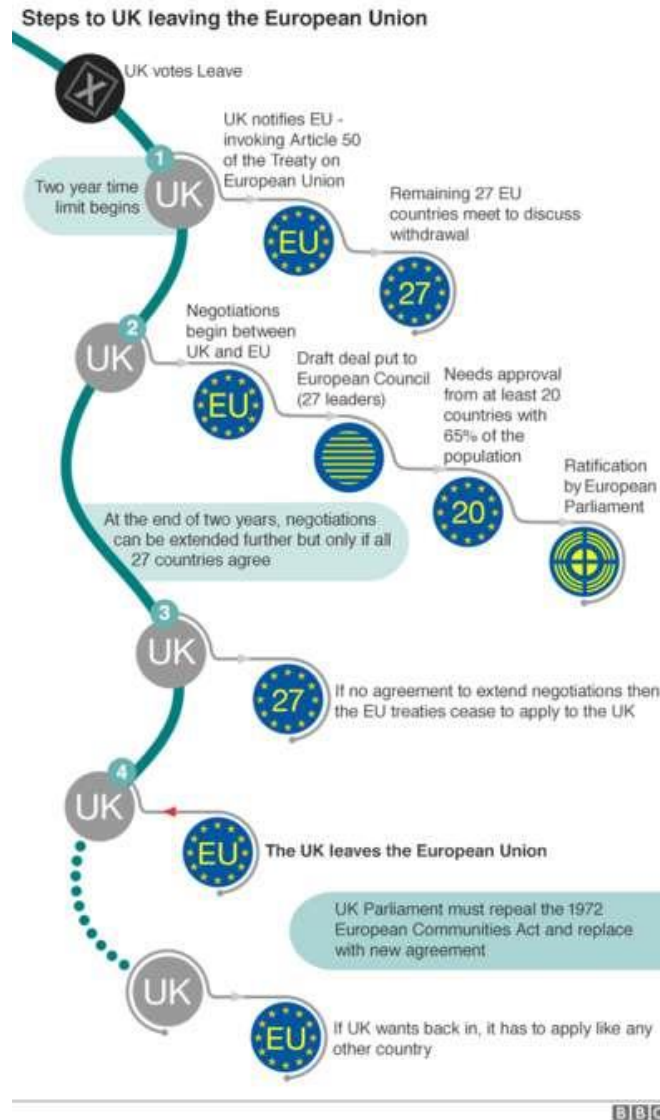 Steps to UK leaving the European Union
UK votes Leave
1
UK
Two year time
limit begins
UK notifies EU -
invoking Article 50
of the Treaty on
European Union
EU
Remaining 27 EU
countries meet to discuss
withdrawal
27
2
UK
Negotiations
begin between
UK and EU
EU
Draft deal put to
European Council
(27 leaders)
Needs approval
from at least 20
countries with
65% of the
population
20
Ratification
by European
Parliament
At the end of two years, negotiations
can be extended further but only if all
27 countries agree
3
UK
27
If no agreement to extend negotiations then
the EU treaties cease to apply to the UK
4
UK
EU
The UK leaves the European Union
UK Parliament must repeal the 1972
European Communities Act and replace
with new agreement
UK
EU
If UK wants back in, it has to apply like any
other country
BBC